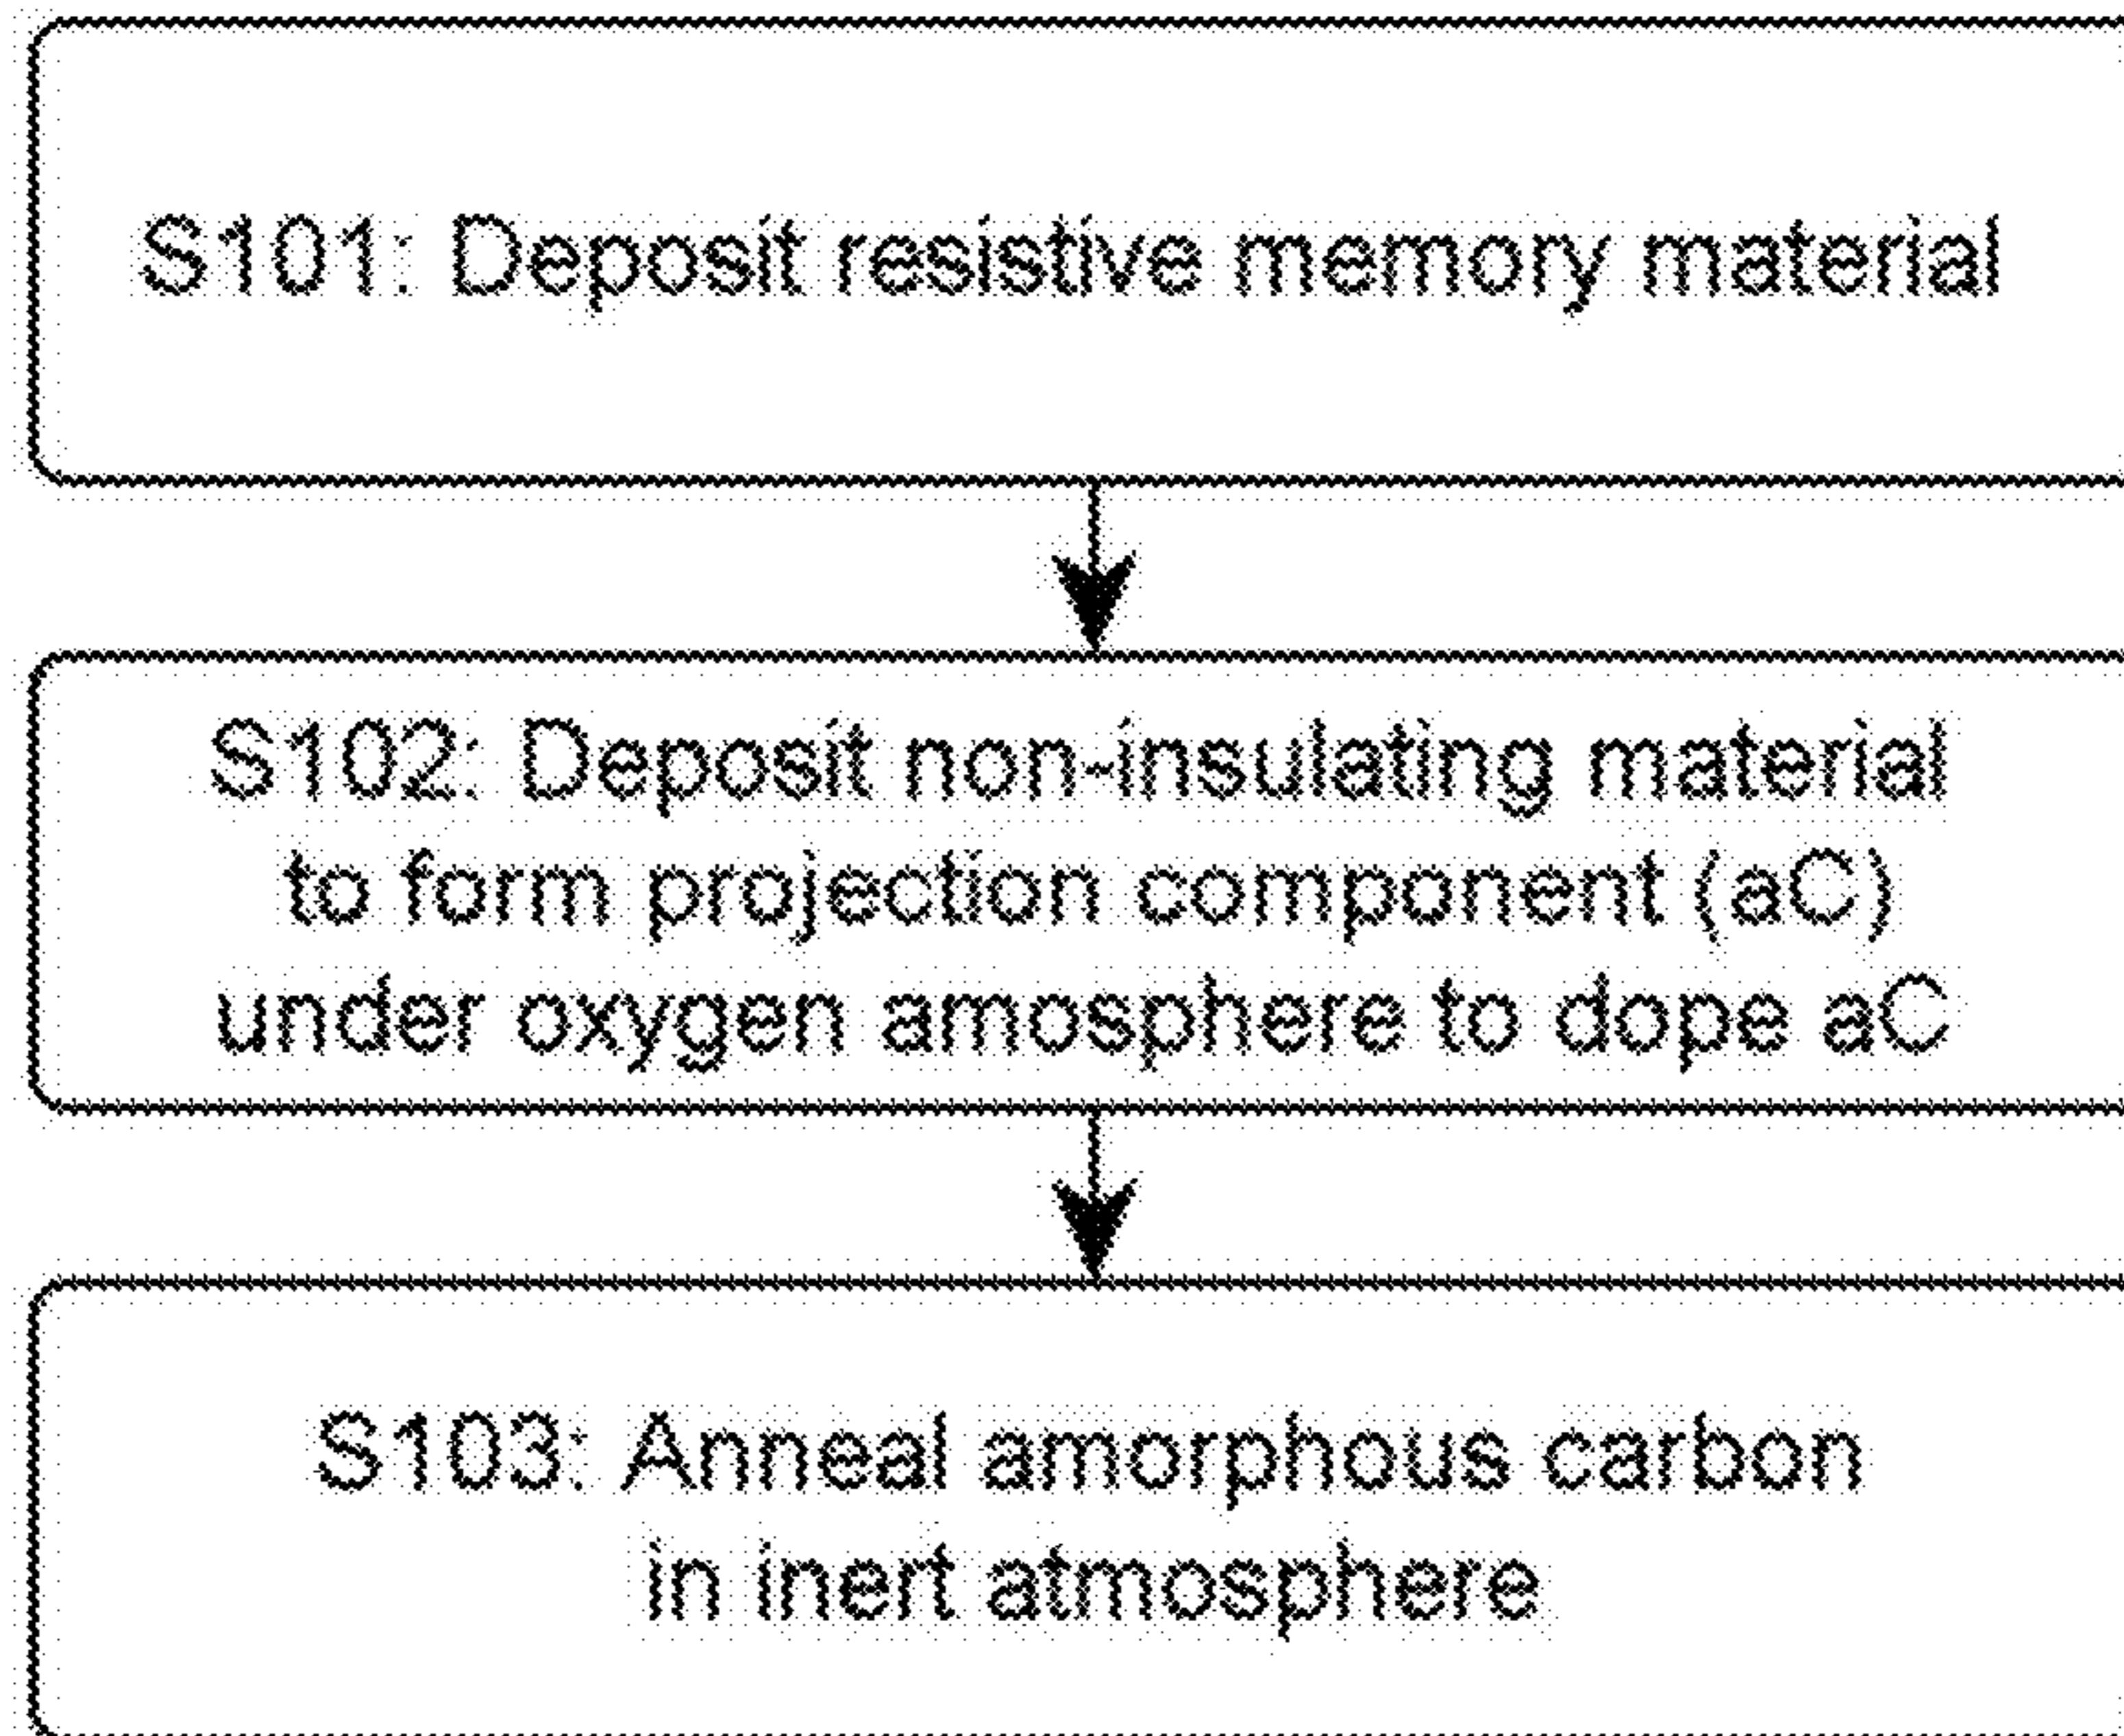 S101: Deposit resistive memory material
S102: Deposit non-insulating material
to form projection component (aC)
under oxygen amosphere to dope aC
S103: Anneal amorphous carbon
in inert atmosphere